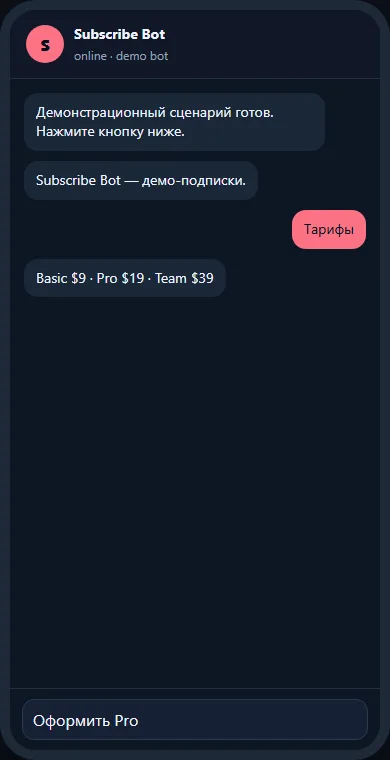 S
Subscribe Bot
online · demo bot
Демонстрационный сценарий готов.
Нажмите кнопку ниже.
Subscribe Bot — демо-подписки.
Тарифы
Basic $9 · Pro $19 · Team $39
Оформить Pro